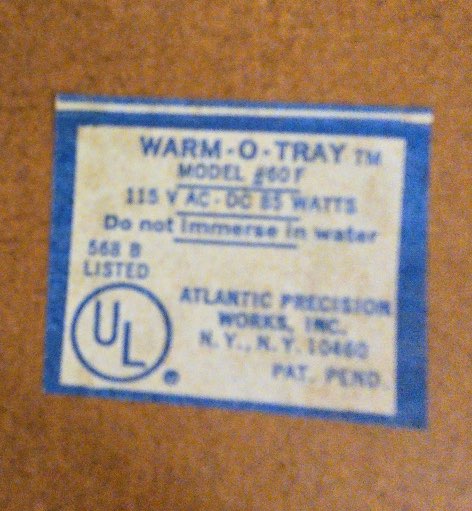 WARM-O-TRAY TM
MODEL #60F
115 V AC-DC 85 WATTS
Do not immerse in water
568 B
LISTED
UL
®
ATLANTIC PRECISION
WORKS, INC.
N.Y., N.Y. 10460
PAT. PEND.